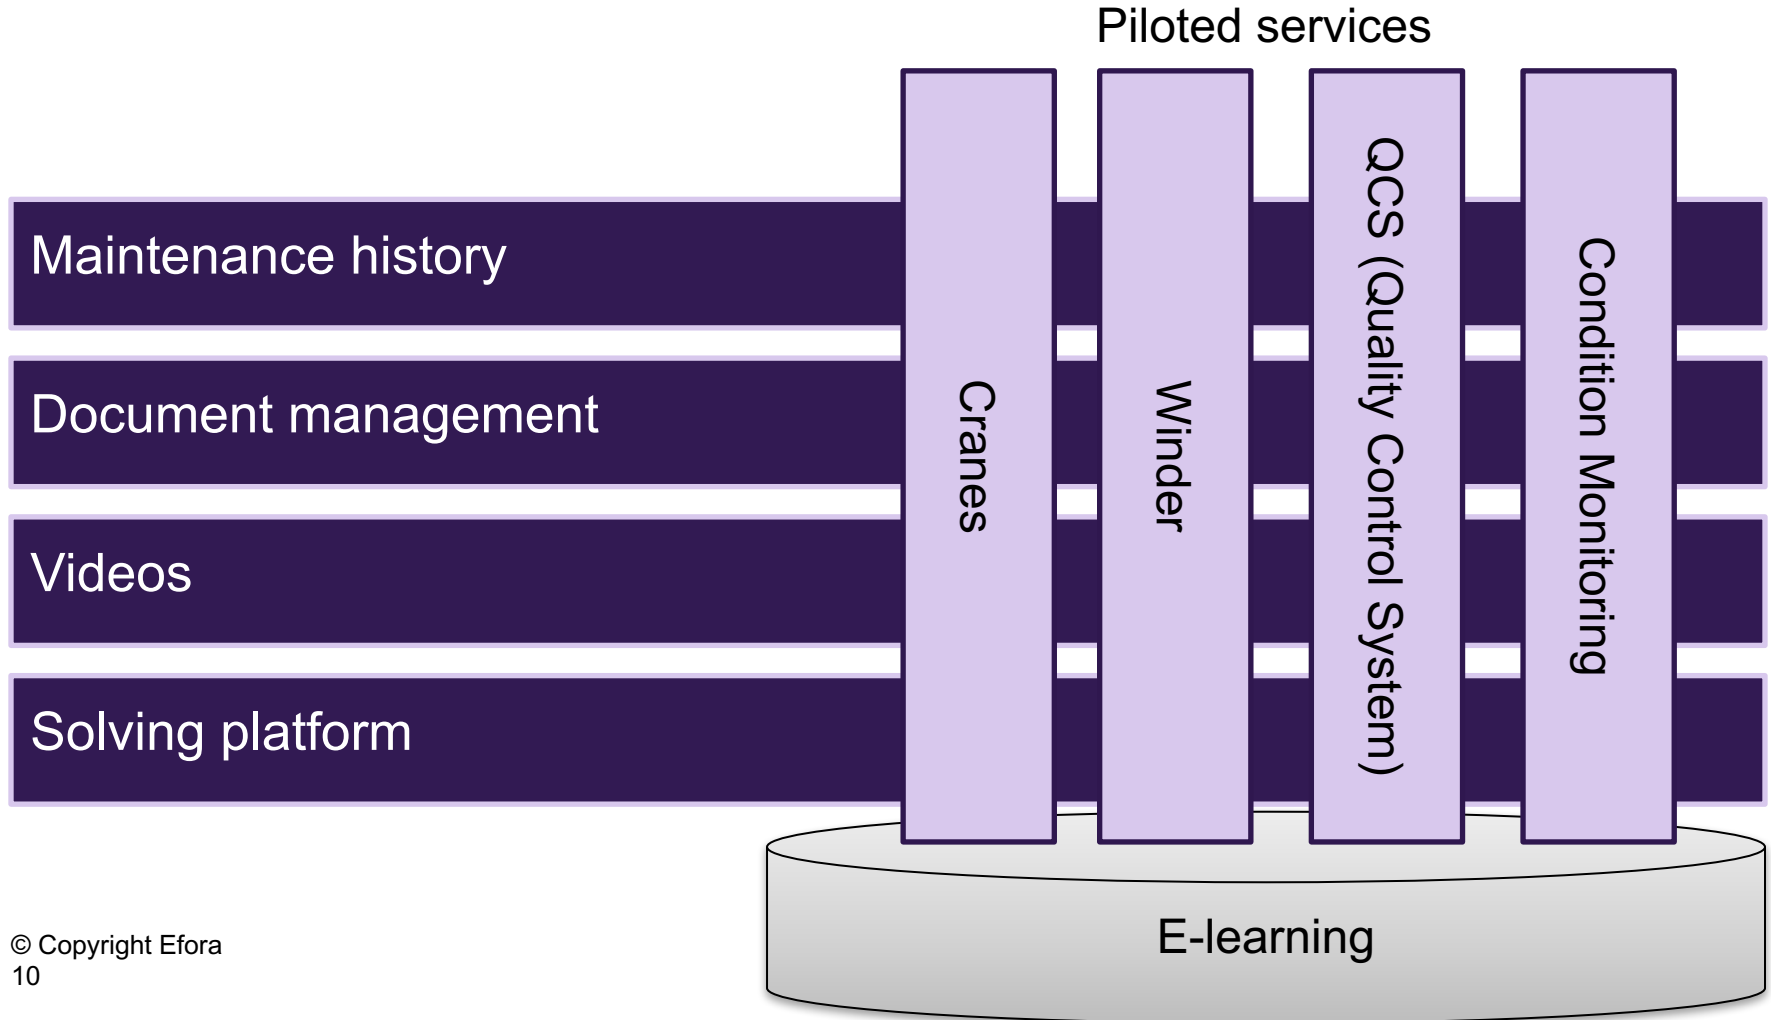 Piloted services
Maintenance history
Document management
Videos
Solving platform
Cranes
Winder
QCS (Quality Control System)
Condition Monitoring
E-learning
© Copyright Efora
10